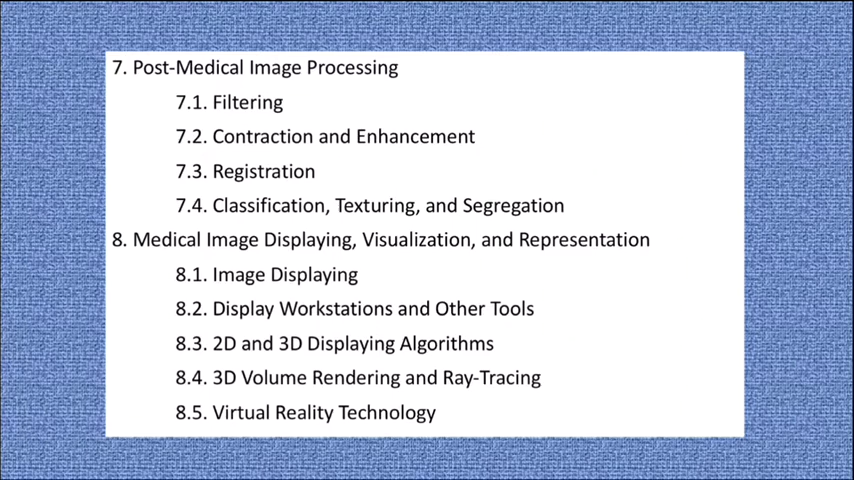 7. Post-Medical Image Processing
7.1. Filtering
7.2. Contraction and Enhancement
7.3. Registration
7.4. Classification, Texturing, and Segregation
8. Medical Image Displaying, Visualization, and Representation
8.1. Image Displaying
8.2. Display Workstations and Other Tools
8.3. 2D and 3D Displaying Algorithms
8.4. 3D Volume Rendering and Ray-Tracing
8.5. Virtual Reality Technology